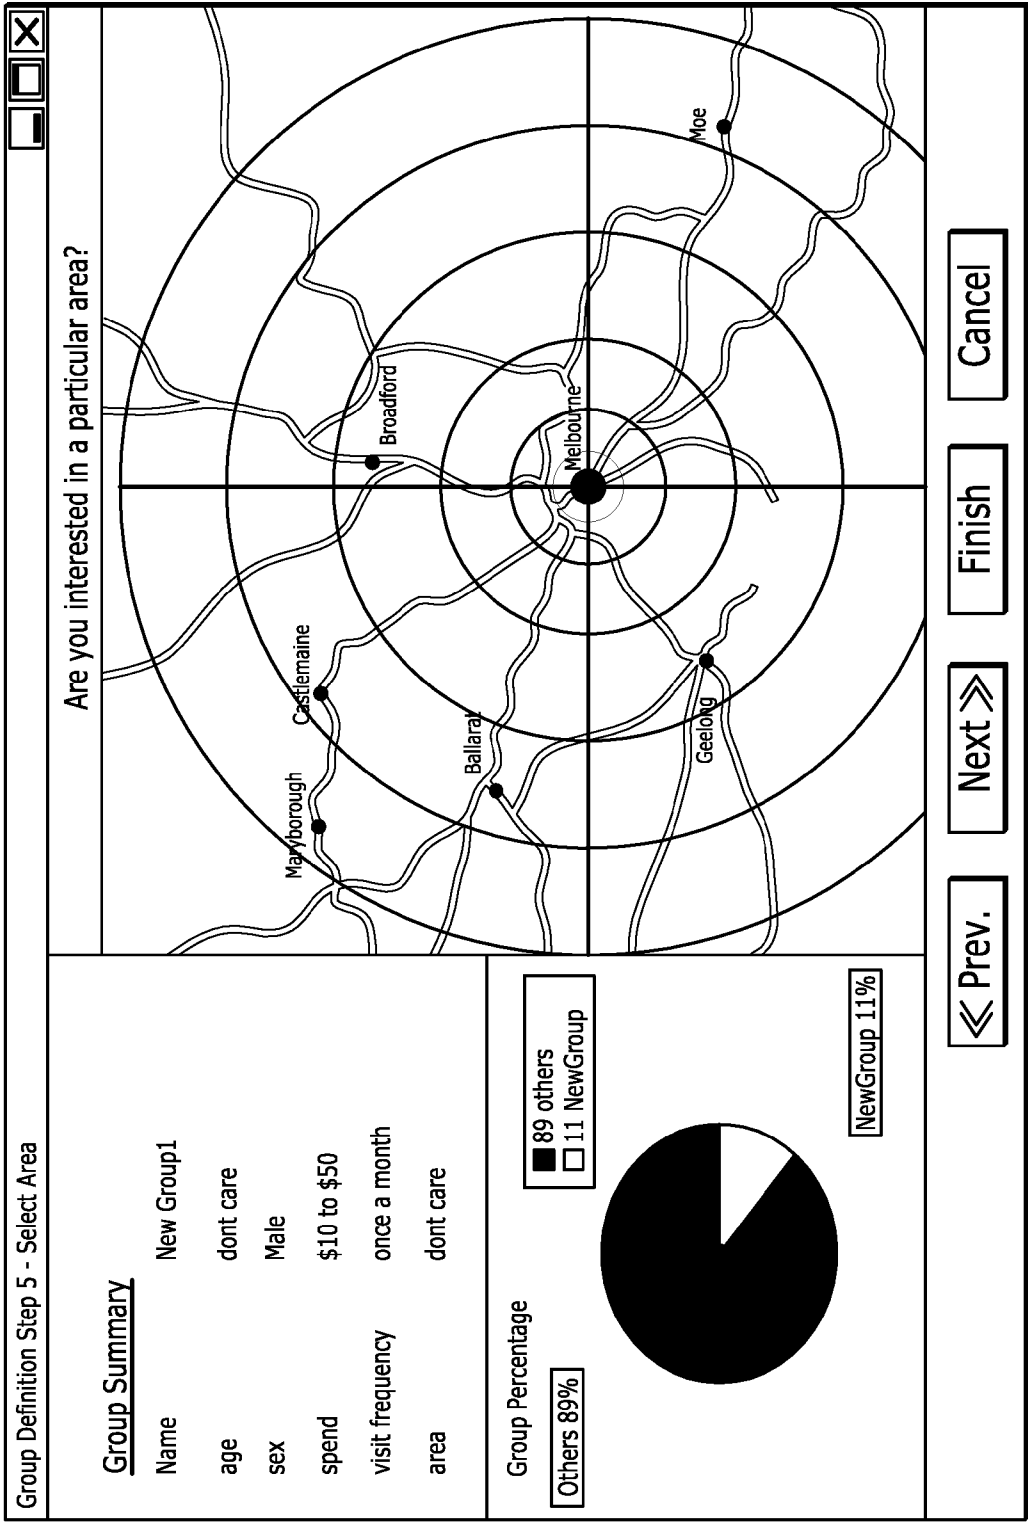 Group Definition Step 5 - Select Area
Group Summary
Name New Group1
age dont care
sex Male
spend $10 to $50
visit frequency once a month
area dont care
Group Percentage
Others 89%
89 others
11 NewGroup
NewGroup 11%
Are you interested in a particular area?
Maryborough
Castlemaine
Broadford
Ballarat
Melbourne
Geelong
Moe
Prev.
Next
Finish
Cancel